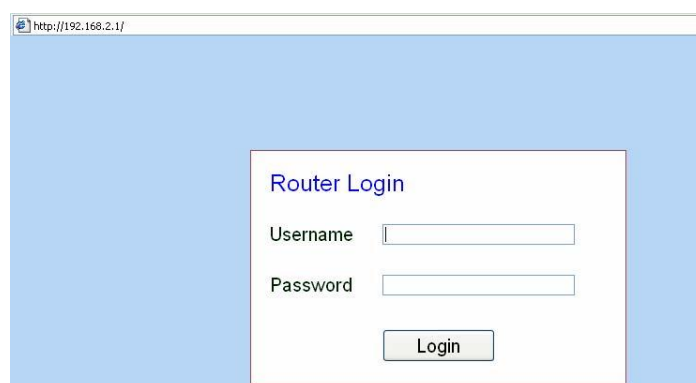 http://192.168.2.1/
Router Login
Username
Password
Login